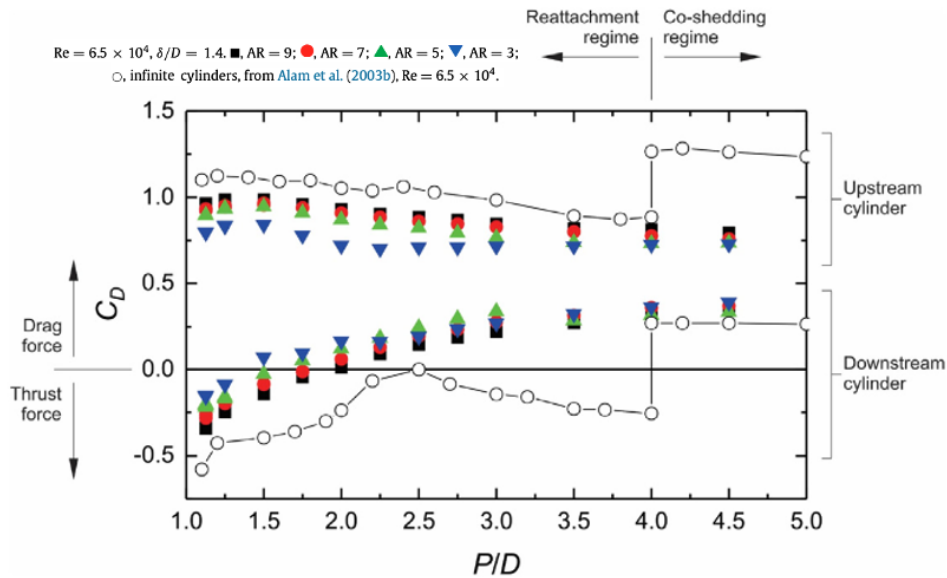 Reattachment regime
Co-shedding regime
Re = 6.5 × 10⁴, δ/D = 1.4. ■, AR = 9; ●, AR = 7; ▲, AR = 5; ▼, AR = 3;
○, infinite cylinders, from Alam et al. (2003b), Re = 6.5 × 10⁴.
1.5
1.0
0.5
0.0
-0.5
C_D
Drag force
Thrust force
Upstream cylinder
Downstream cylinder
1.0 1.5 2.0 2.5 3.0 3.5 4.0 4.5 5.0
P/D